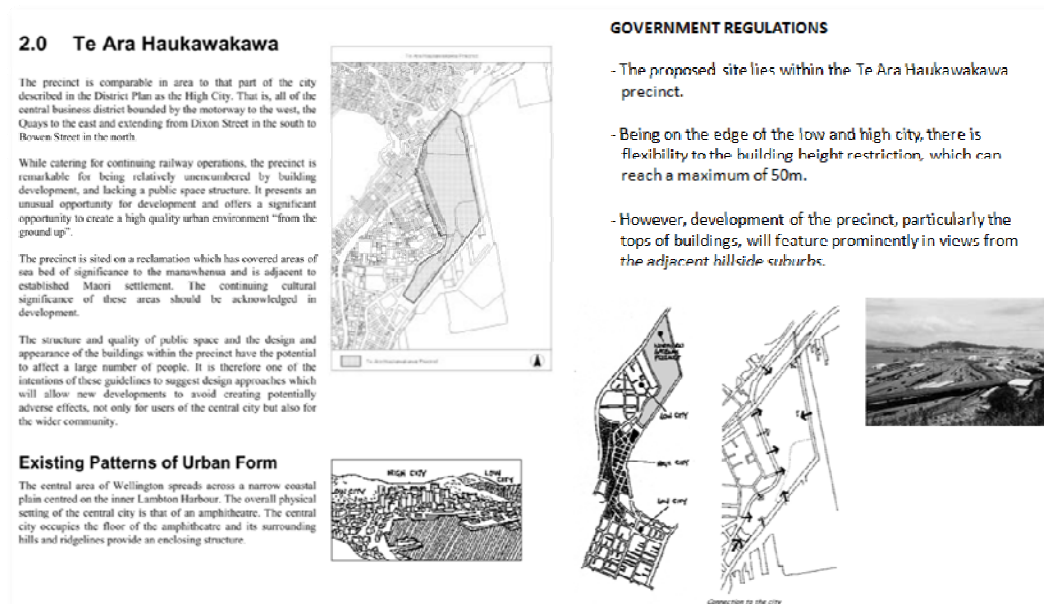 2.0 Te Ara Haukawakawa
The precinct is comparable in area to that part of the city
described in the District Plan as the High City. That is, all of the
central business district bounded by the motorway to the west, the
Quays to the east and extending from Dixon Street in the south to
Bowen Street in the north.
While catering for continuing railway operations, the precinct is
remarkable for being relatively unencumbered by building
development, and lacking a public space structure. It presents an
unusual opportunity for development and offers a significant
opportunity to create a high quality urban environment "from the
ground up".
The precinct is sited on a reclamation which has covered areas of
sea bed of significance to the manawhenua and is adjacent to
established Maori settlement. The continuing cultural
significance of these areas should be acknowledged in
development.
The structure and quality of public space and the design and
appearance of the buildings within the precinct have the potential
to affect a large number of people. It is therefore one of the
intentions of these guidelines to suggest design approaches which
will allow new developments to avoid creating potentially
adverse effects, not only for users of the central city but also for
the wider community.
Existing Patterns of Urban Form
The central area of Wellington spreads across a narrow coastal
plain centred on the inner Lambton Harbour. The overall physical
setting of the central city is that of an amphitheatre. The central
city occupies the floor of the amphitheatre and its surrounding
hills and ridgelines provide an enclosing structure.
Te Ara Haukawakawa Precinct
Te Ara Haukawakawa Precinct
HIGH CITY
LOW CITY
LOW CITY
GOVERNMENT REGULATIONS
- The proposed site lies within the Te Ara Haukawakawa
precinct.
- Being on the edge of the low and high city, there is
flexibility to the building height restriction, which can
reach a maximum of 50m.
- However, development of the precinct, particularly the
tops of buildings, will feature prominently in views from
the adjacent hillside suburbs.
LOW CITY
HIGH CITY
LOW CITY
Connection to the city